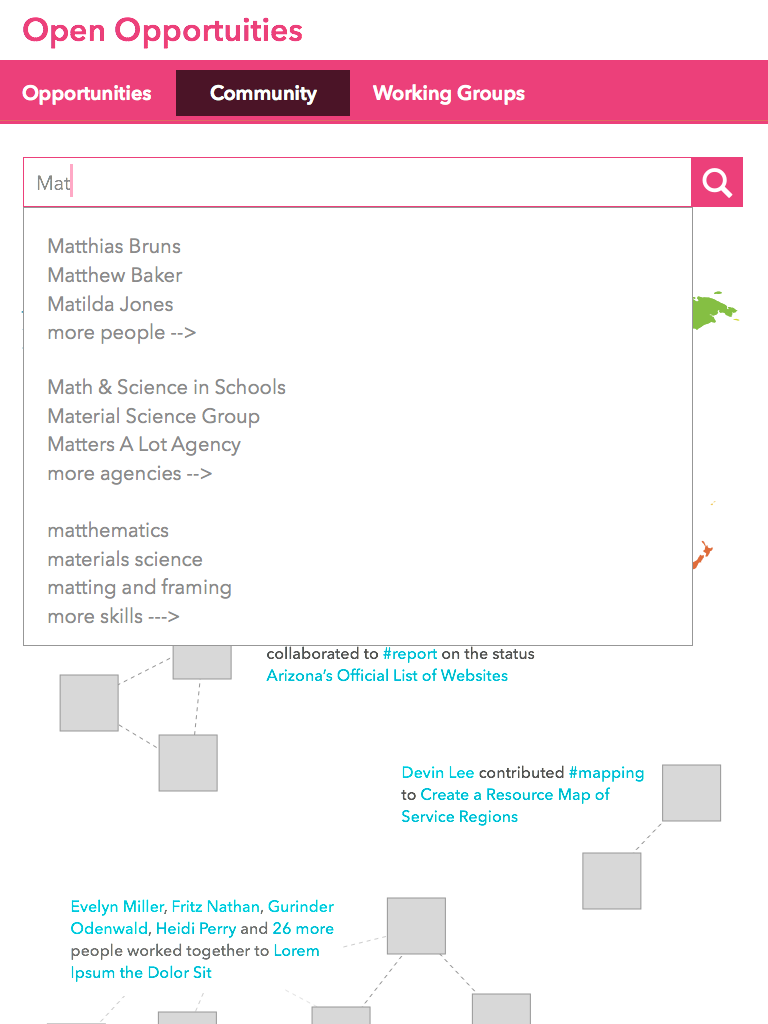 Open Opportuities
Opportunities
Community
Working Groups
Mat
Matthias Bruns
Matthew Baker
Matilda Jones
more people -->
Math & Science in Schools
Material Science Group
Matters A Lot Agency
more agencies -->
matthematics
materials science
matting and framing
more skills --->
collaborated to #report on the status
Arizona's Official List of Websites
Devin Lee contributed #mapping
to Create a Resource Map of
Service Regions
Evelyn Miller, Fritz Nathan, Gurinder
Odenwald, Heidi Perry and 26 more
people worked together to Lorem
Ipsum the Dolor Sit